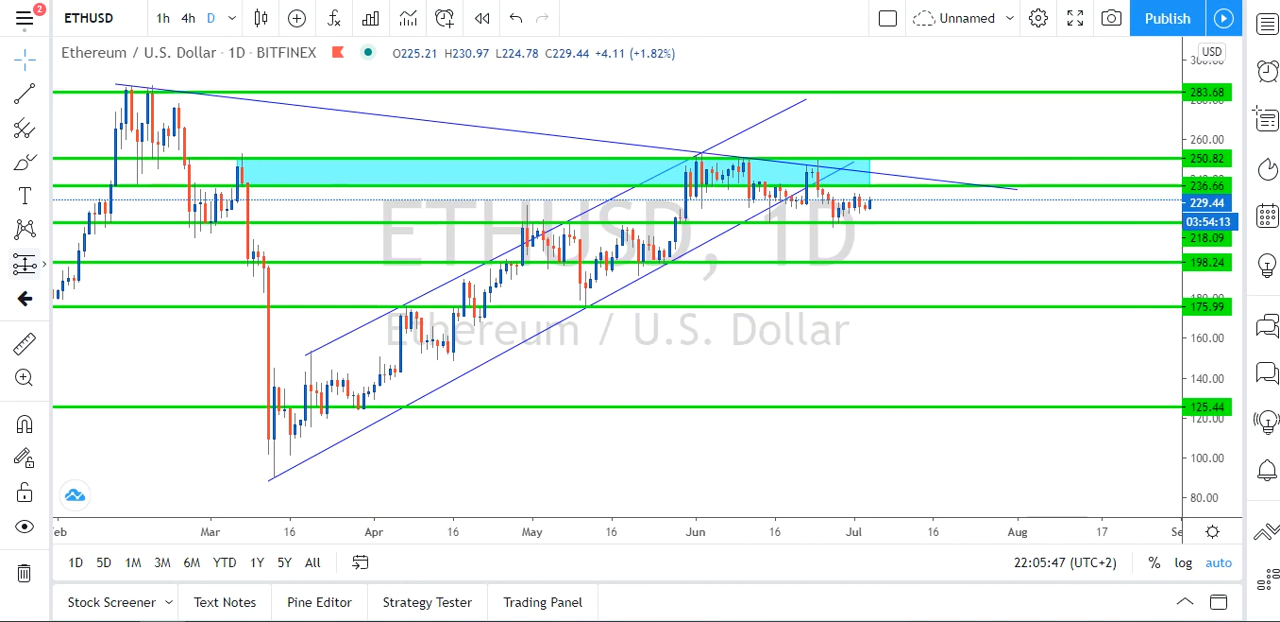 2
ETHUSD 1h 4h D Unnamed Publish
Ethereum / U.S. Dollar · 1D · BITFINEX O225.21 H230.97 L224.78 C229.44 +4.11 (+1.82%)
USD
283.68
260.00
250.82
236.66
229.44
03:54:13
218.09
198.24
175.99
160.00
140.00
125.44
120.00
100.00
80.00
ETHUSD, 1D
Ethereum / U.S. Dollar
Mar 16 Apr 16 May 16 Jun 16 Jul 16 Aug 17
1D 5D 1M 3M 6M YTD 1Y 5Y All 22:05:47 (UTC+2) % log auto
Stock Screener Text Notes Pine Editor Strategy Tester Trading Panel